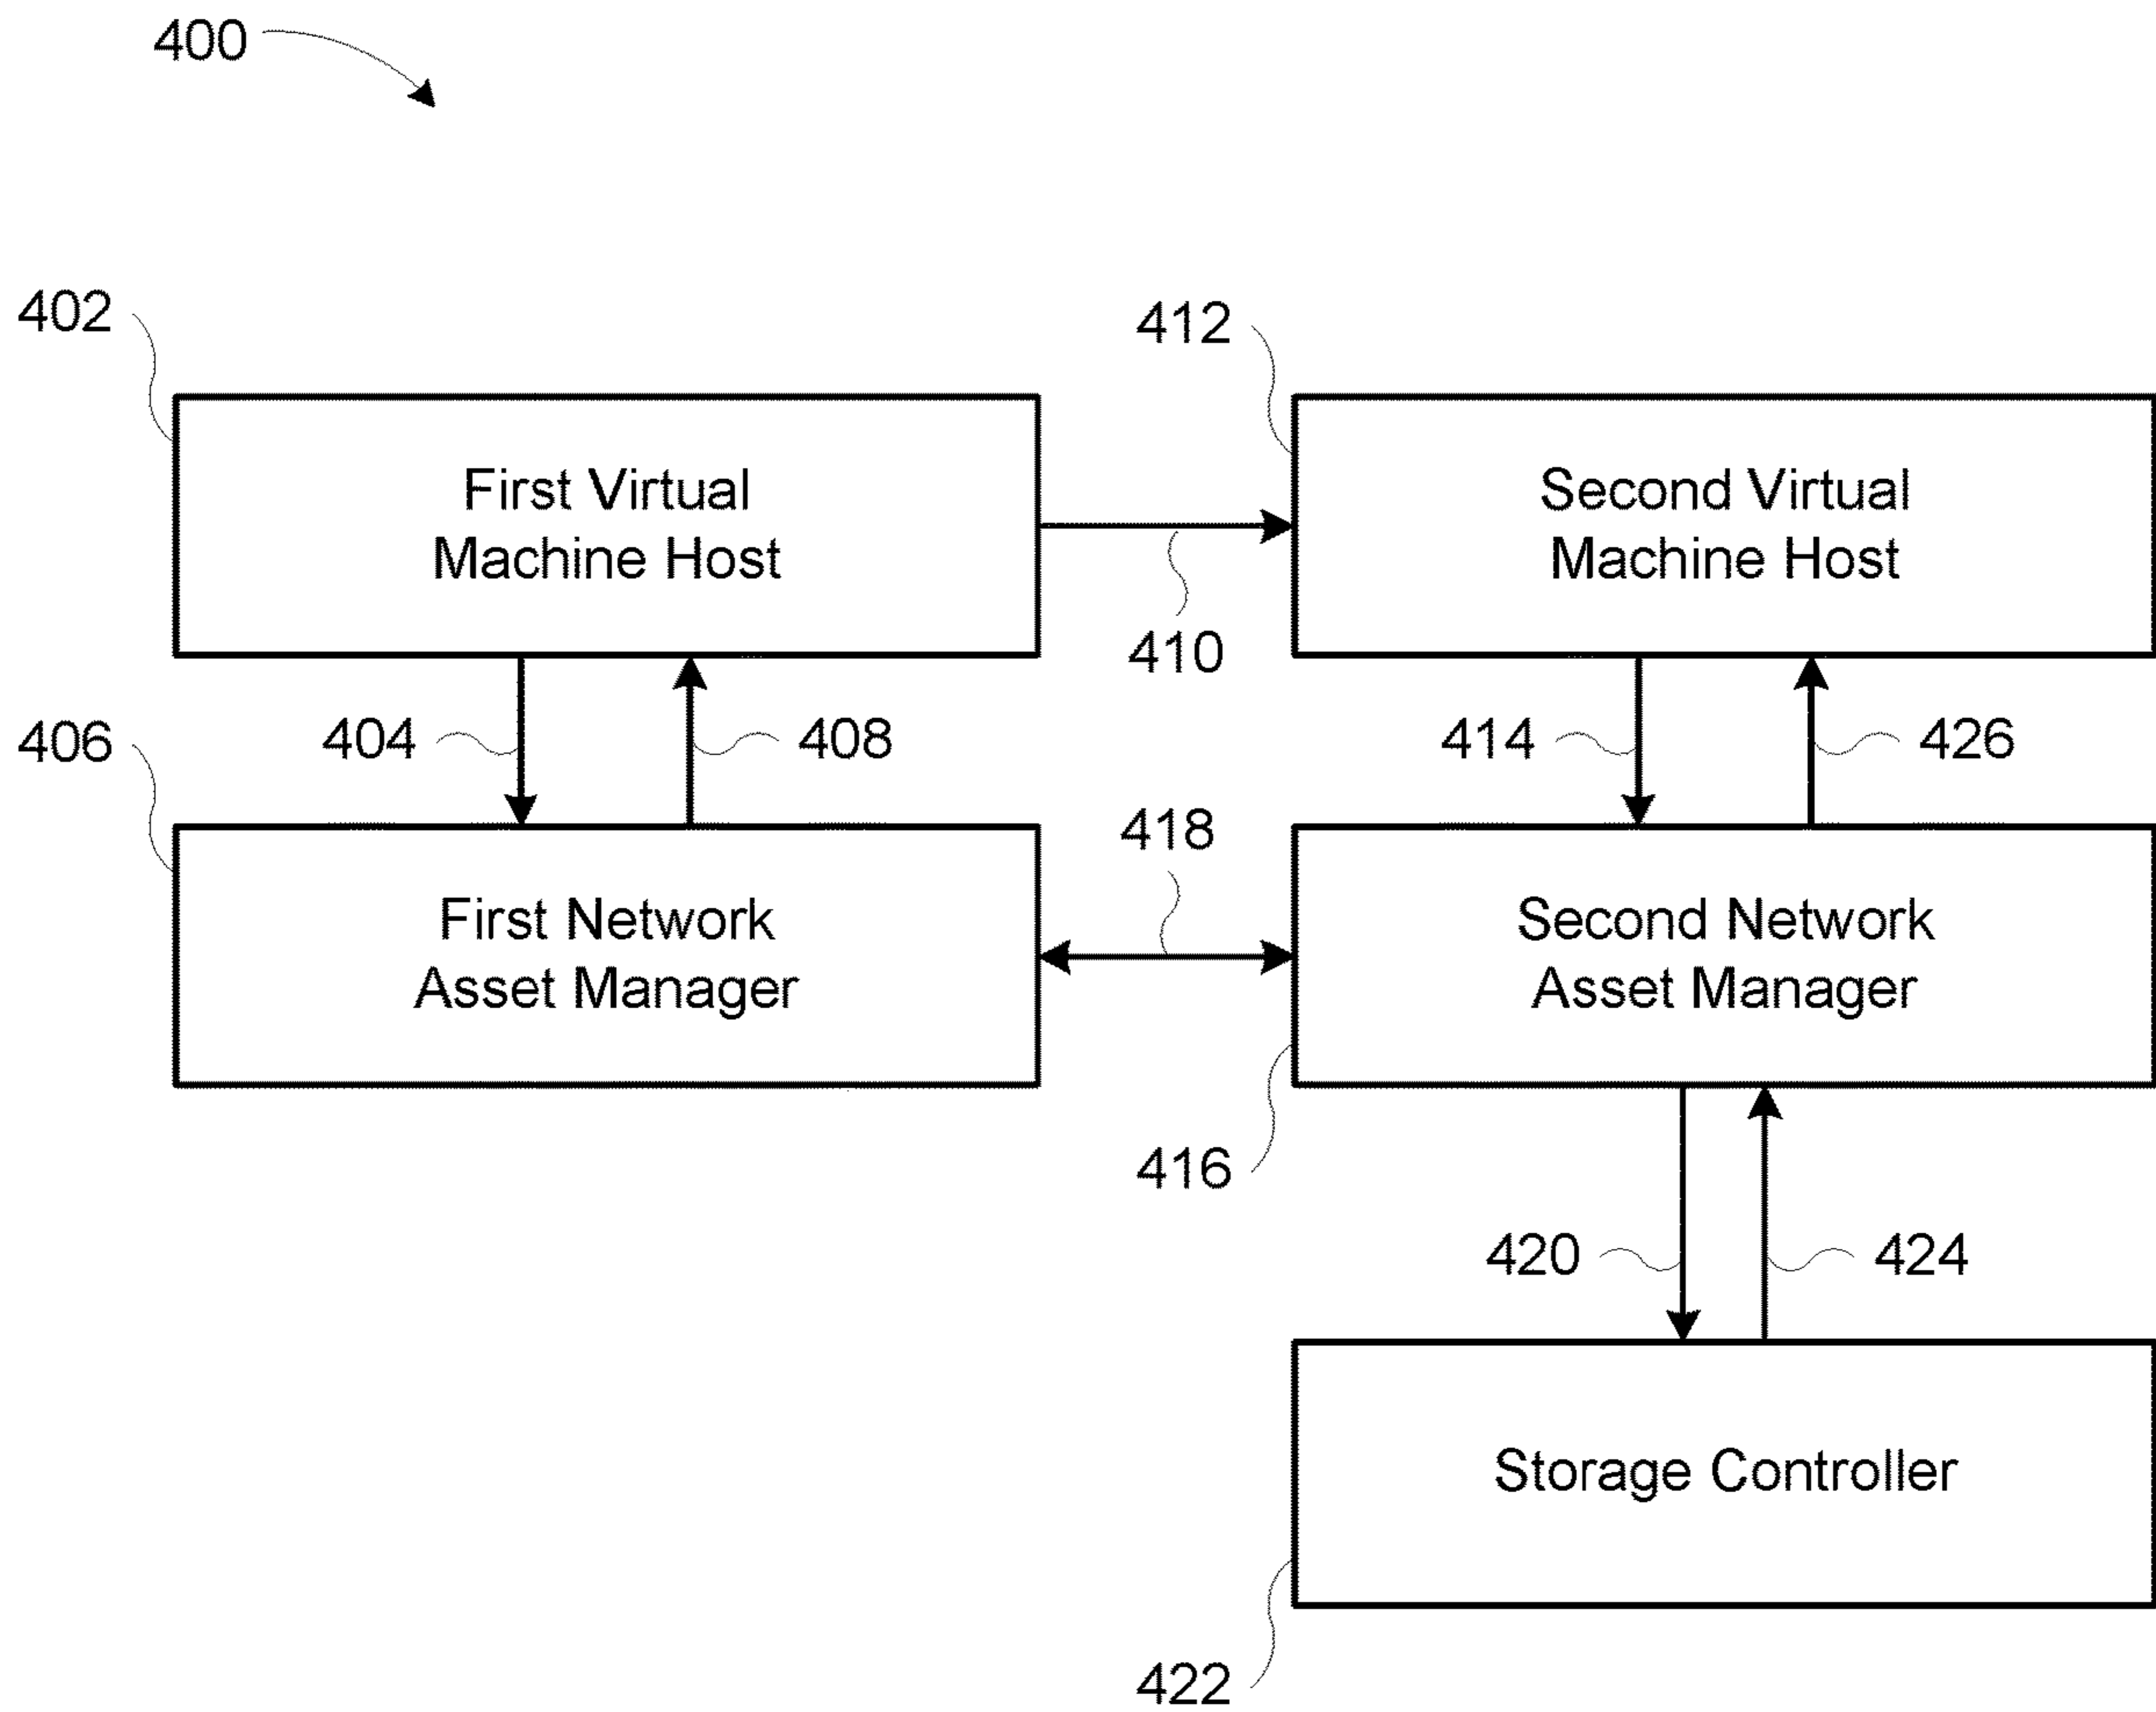 400
402
412
First Virtual
Machine Host
Second Virtual
Machine Host
410
406
404
408
414
426
418
First Network
Asset Manager
Second Network
Asset Manager
416
420
424
Storage Controller
422